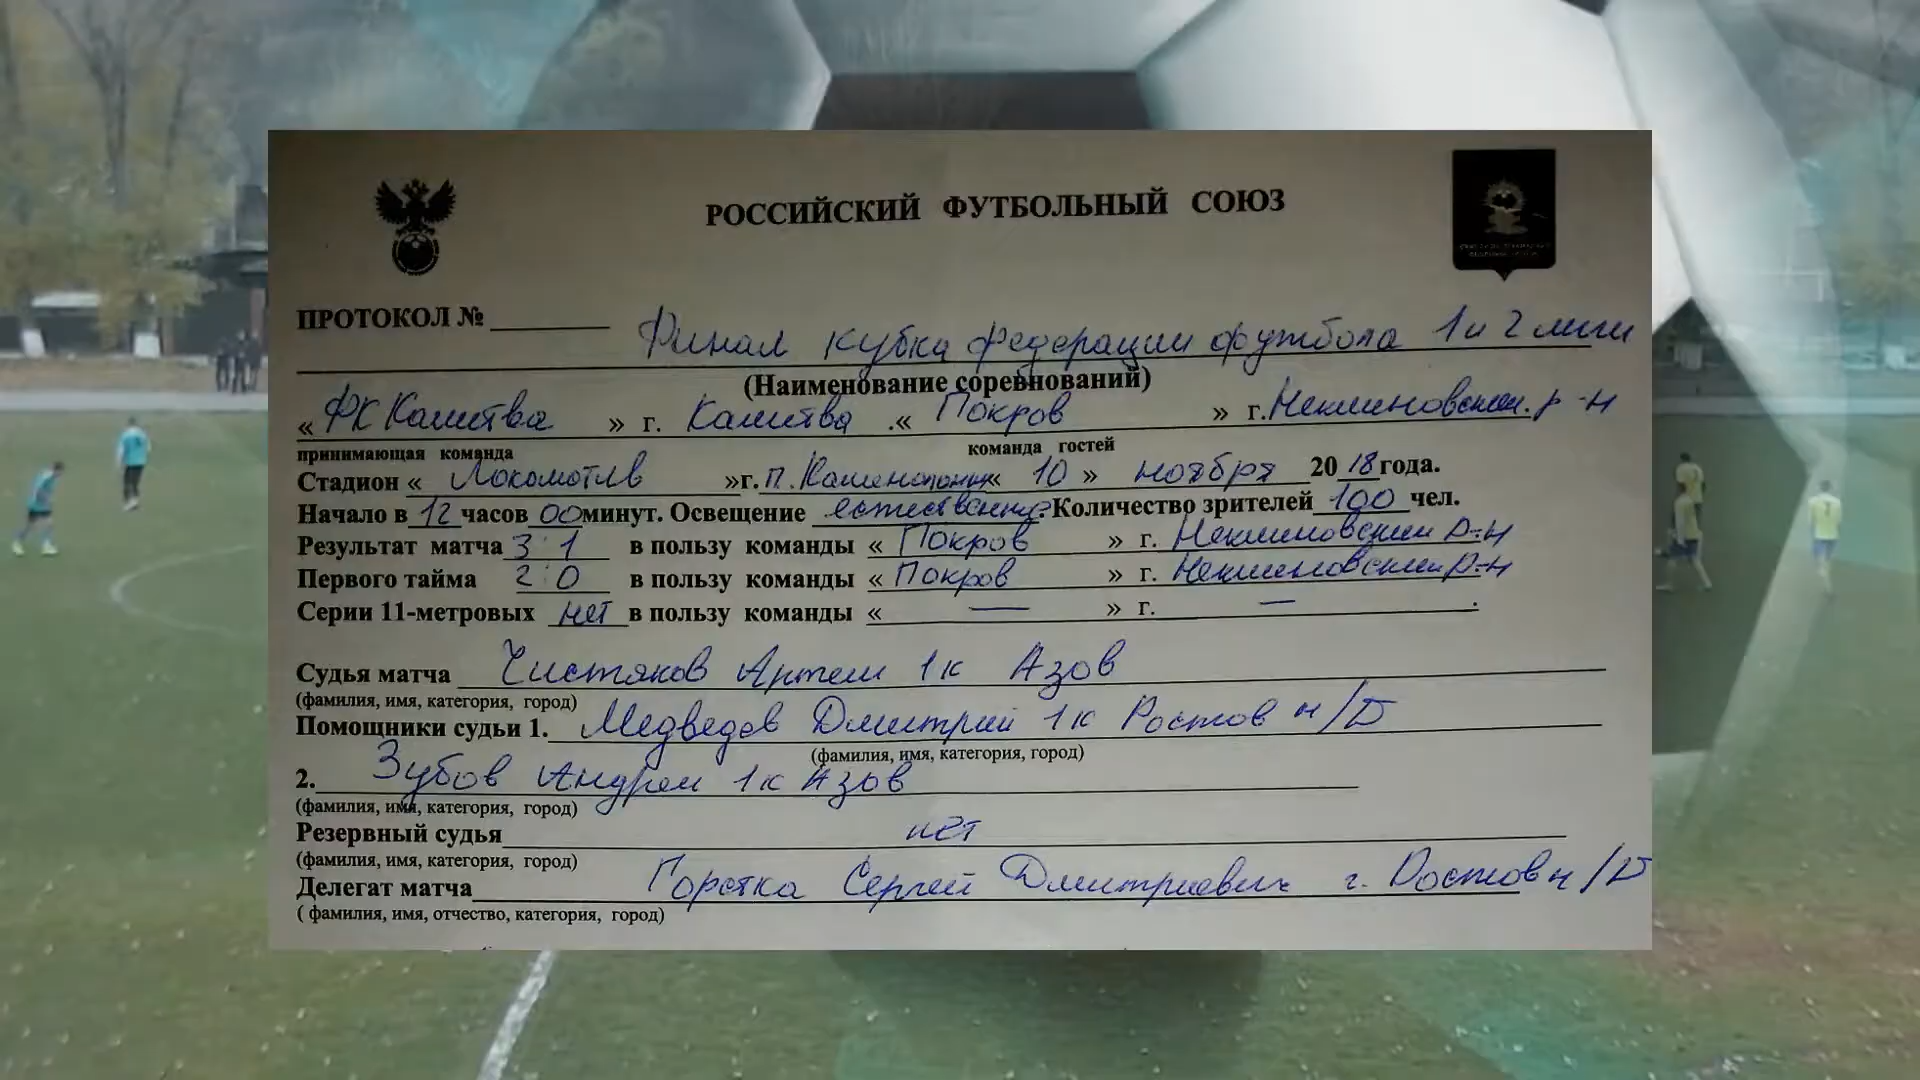 РОССИЙСКИЙ ФУТБОЛЬНЫЙ СОЮЗ
ПРОТОКОЛ №
Финал Кубка Федерации футбола 1 и 2 лиги
(Наименование соревнований)
« ФК Калитва » г. Калитва . « Покров » г. Неклиновский р-н
принимающая команда команда гостей
Стадион « Локомотив » г. п. « 10 » ноября 20 18 года.
Начало в 12 часов 00 минут. Освещение Количество зрителей 100 чел.
Результат матча 3:1 в пользу команды « Покров » г. Неклиновский р-н
Первого тайма 2:0 в пользу команды « Покров » г. Неклиновский р-н
Серии 11-метровых нет в пользу команды « — » г. — .
Судья матча Чистяков Артем 1к Азов
(фамилия, имя, категория, город)
Помощники судьи 1. Медведев Дмитрий 1к Ростов н/Д
(фамилия, имя, категория, город)
2. Зубов Андрей 1к Азов
(фамилия, имя, категория, город)
Резервный судья нет
(фамилия, имя, категория, город)
Делегат матча Сергей Дмитриевич г. Ростов н/Д
( фамилия, имя, отчество, категория, город)